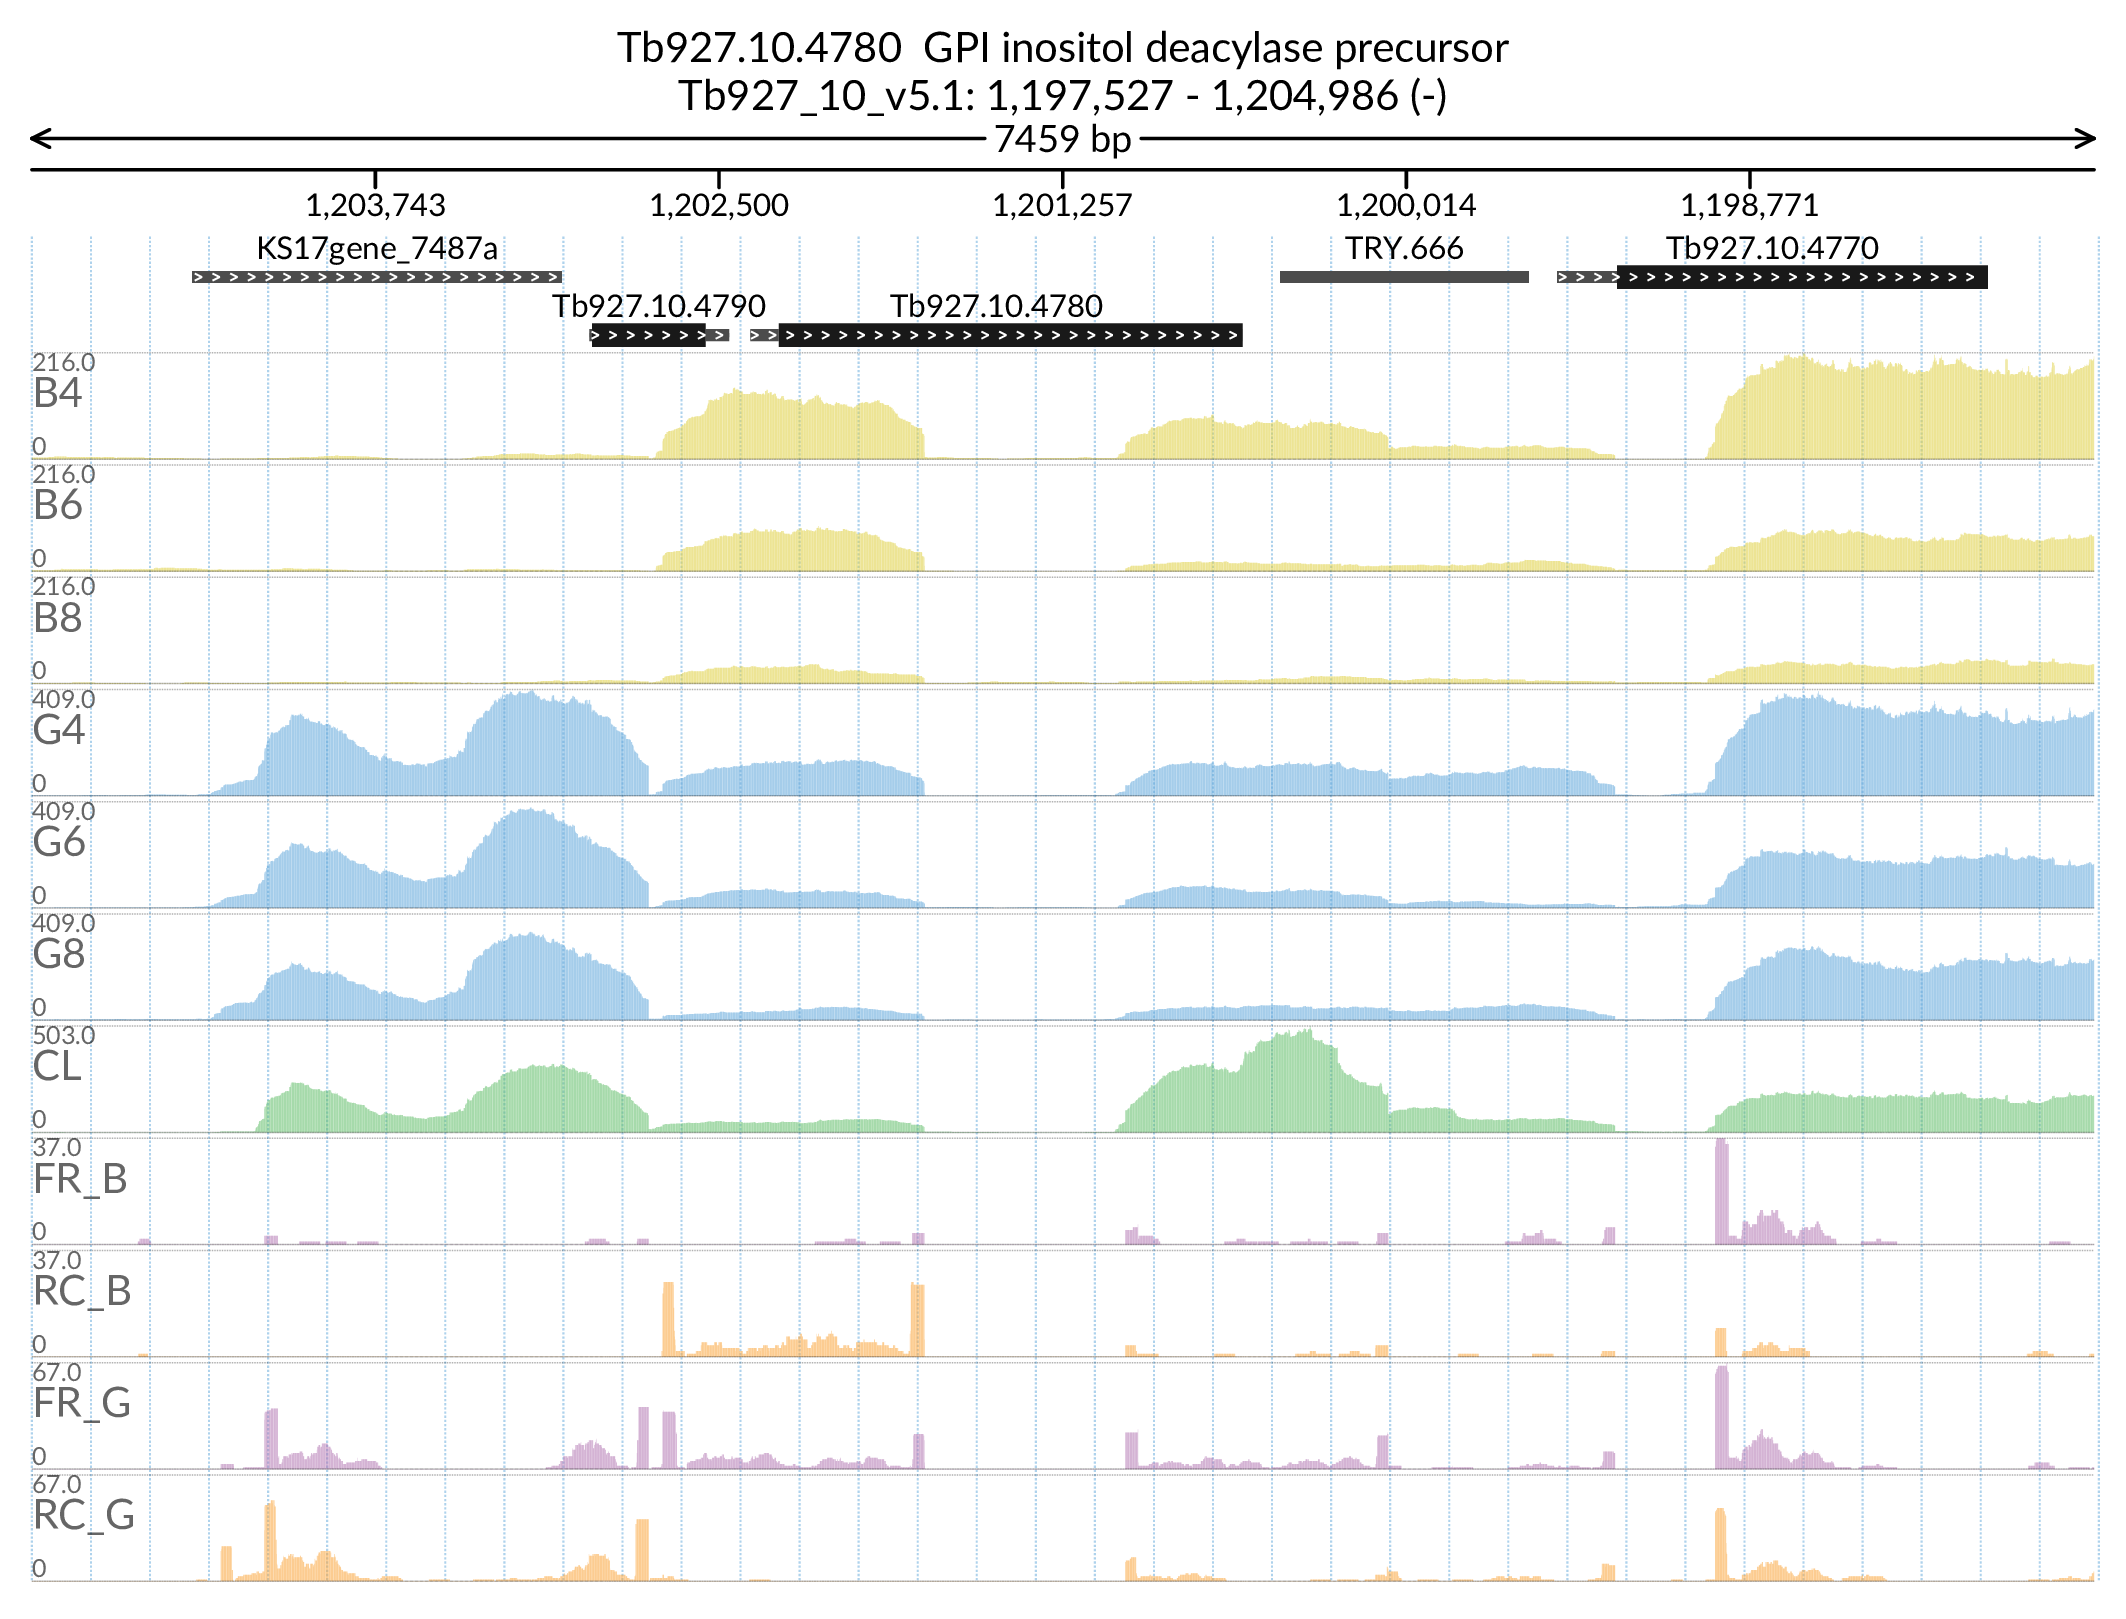 Tb927.10.4780  GPI inositol deacylase precursor
Tb927_10_v5.1: 1,197,527 - 1,204,986 (-)
7459 bp
1,203,743 1,202,500 1,201,257 1,200,014 1,198,771
KS17gene_7487a TRY.666 Tb927.10.4770
Tb927.10.4790 Tb927.10.4780
216.0
B4
0
216.0
B6
0
216.0
B8
0
409.0
G4
0
409.0
G6
0
409.0
G8
0
503.0
CL
0
37.0
FR_B
0
37.0
RC_B
0
67.0
FR_G
0
67.0
RC_G
0